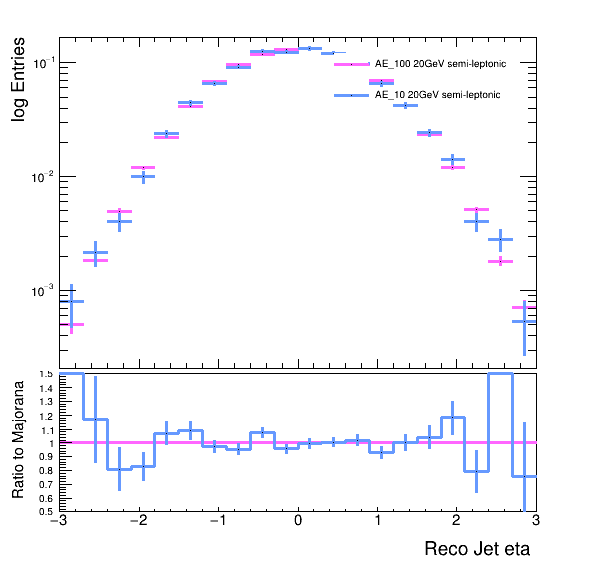 log Entries
10⁻¹
10⁻²
10⁻³
AE_100 20GeV semi-leptonic
AE_10 20GeV semi-leptonic
Ratio to Majorana
1.5
1.4
1.3
1.2
1.1
1
0.9
0.8
0.7
0.6
0.5
−3 −2 −1 0 1 2 3
Reco Jet eta